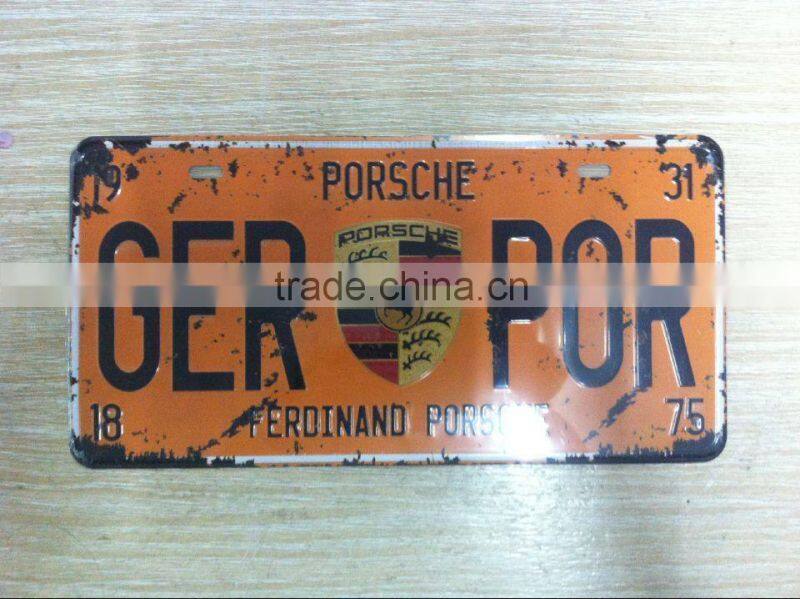 19 PORSCHE 31
GER POR
PORSCHE
trade.china.cn
18 FERDINAND PORSCHE 75